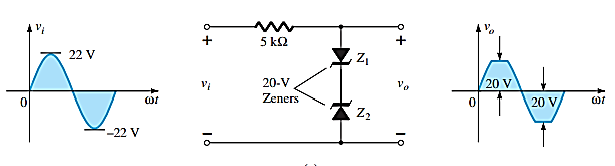 vi
22 V
0
ωt
–22 V
+
5 kΩ
+
Z1
vi
20-V
Zeners
vo
Z2
–
–
vo
20 V
0
20 V
ωt